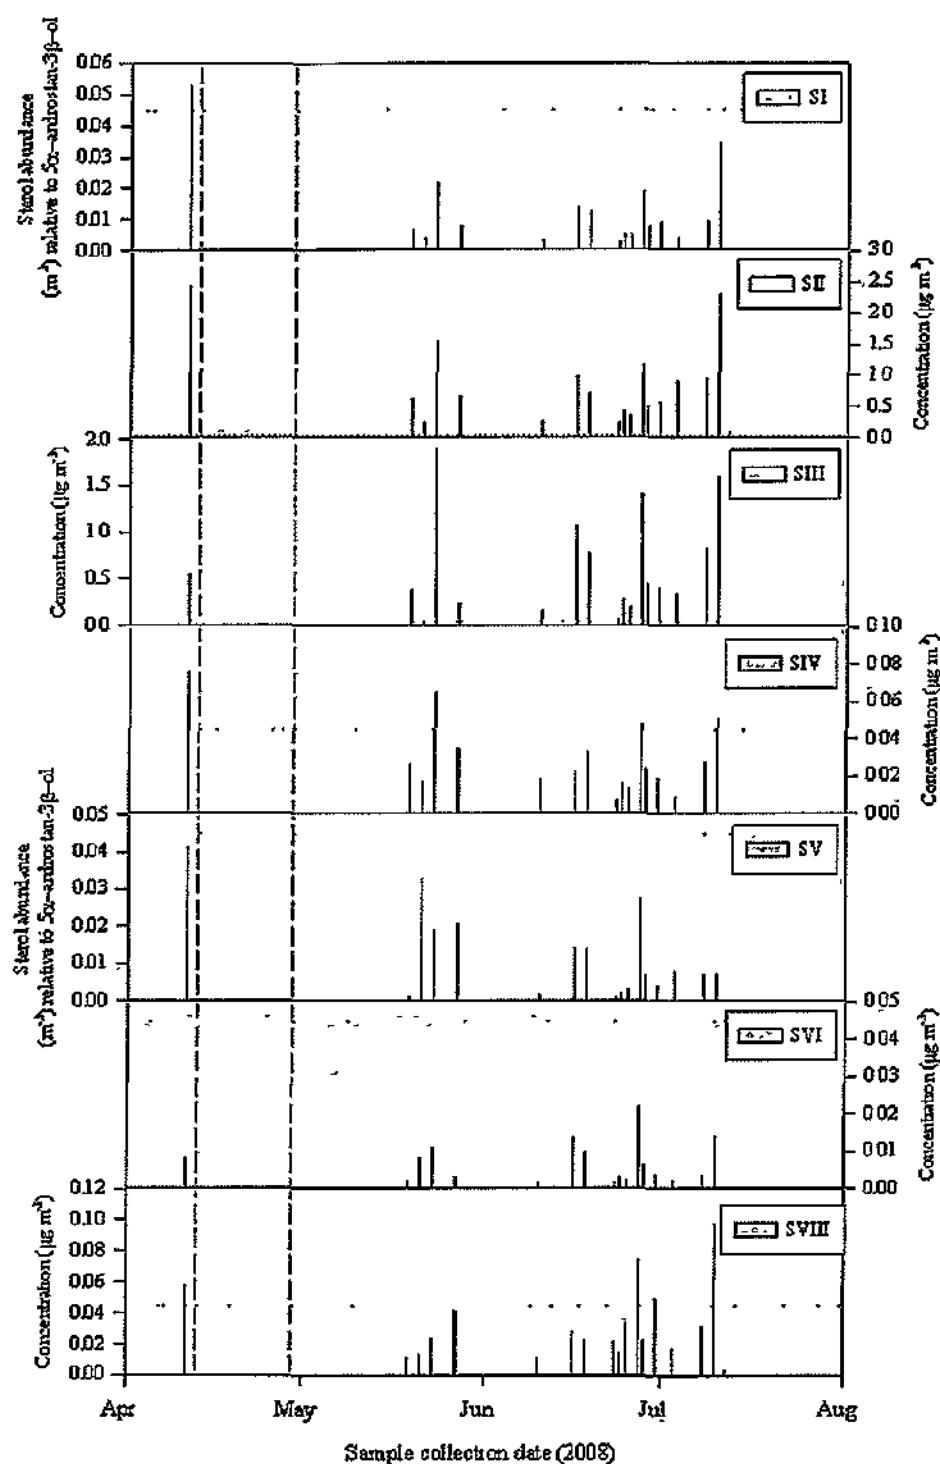 Sterol abundance
(m⁻³) relative to 5α–androstan-3β–ol
0.06
0.05
0.04
0.03
0.02
0.01
0.00
SI
SII
3.0
2.5
2.0
1.5
1.0
0.5
0.0
Concentration (µg m⁻³)
Concentration (µg m⁻³)
2.0
1.5
1.0
0.5
0.0
SIII
SIV
0.10
0.08
0.06
0.04
0.02
0.00
Concentration (µg m⁻³)
Sterol abundance
(m⁻³) relative to 5α–androstan-3β–ol
0.05
0.04
0.03
0.02
0.01
0.00
SV
SVI
0.05
0.04
0.03
0.02
0.01
0.00
Concentration (µg m⁻³)
Concentration (µg m⁻³)
0.12
0.10
0.08
0.06
0.04
0.02
0.00
SVIII
Apr May Jun Jul Aug
Sample collection date (2008)